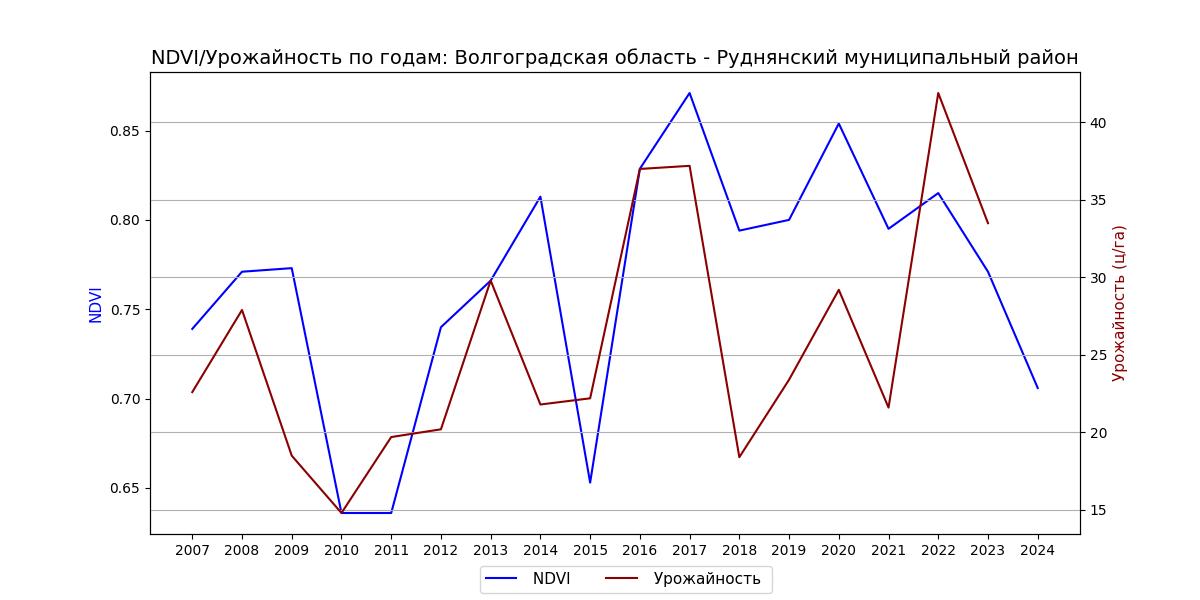 NDVI/Урожайность по годам: Волгоградская область - Руднянский муниципальный район
0.85
0.80
0.75
0.70
0.65
NDVI
40
35
30
25
20
15
Урожайность (ц/га)
2007 2008 2009 2010 2011 2012 2013 2014 2015 2016 2017 2018 2019 2020 2021 2022 2023 2024
NDVI Урожайность